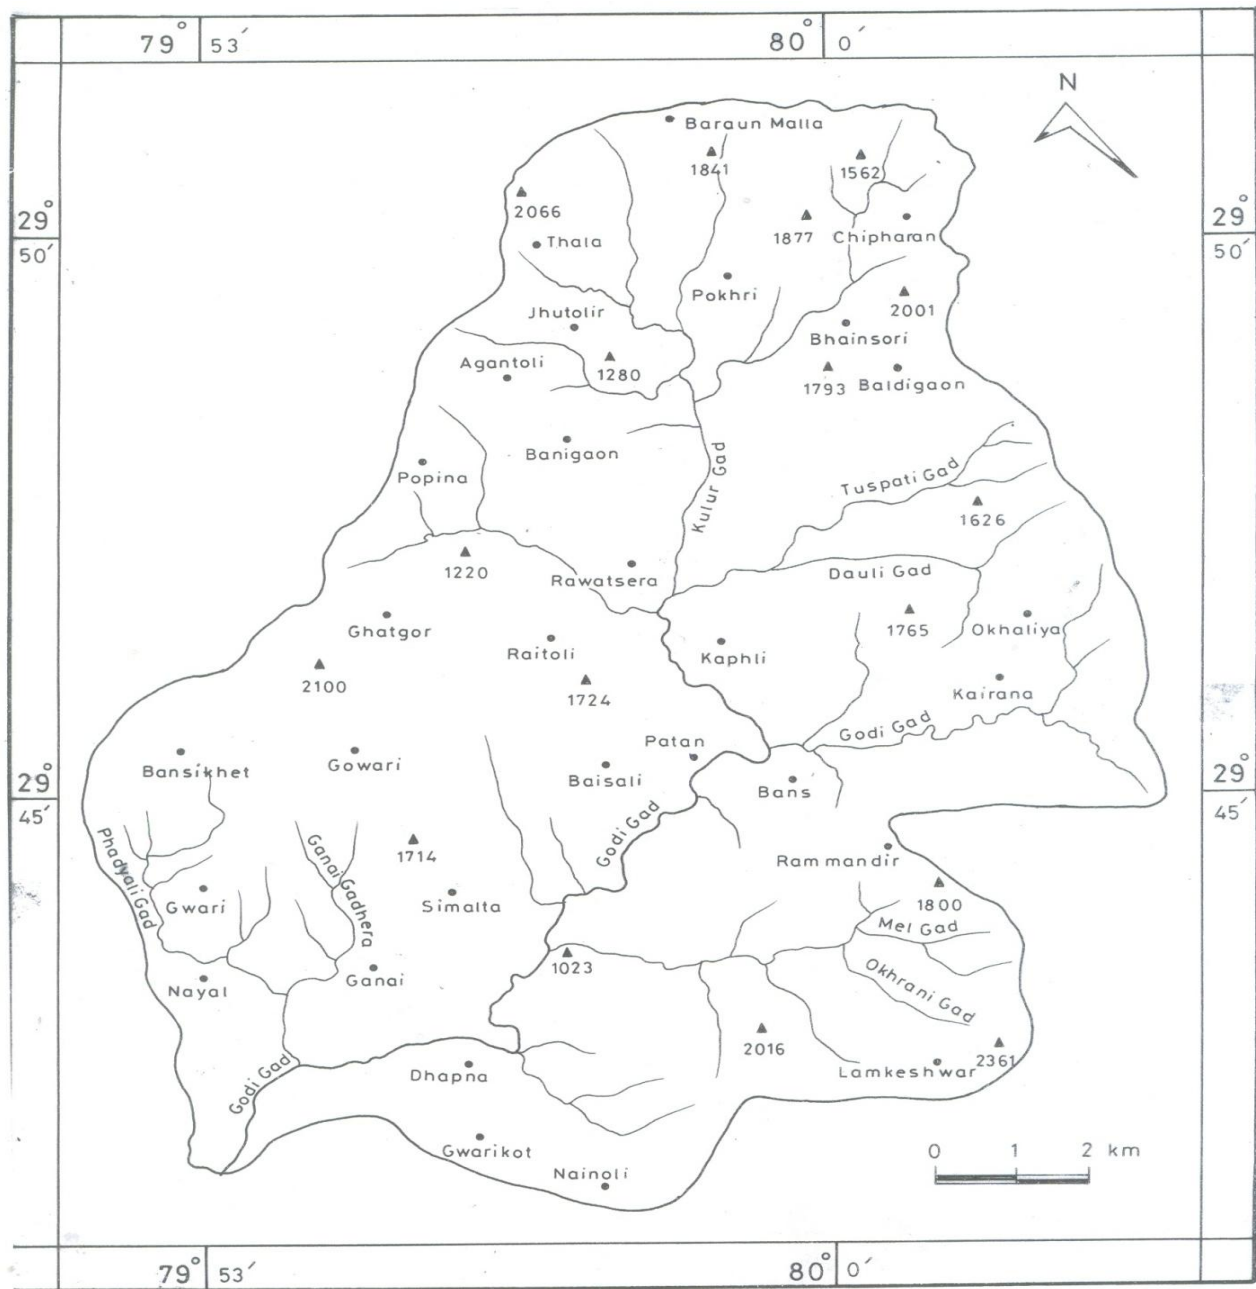 79° 53′ 80° 0′
N
Baraun Malla
1841
1562
2066
29° 50′
29° 50′
Thala
1877
Chipharan
Pokhri
2001
Jhutolir
Bhainsori
Agantoli
1280
1793
Baldigaon
Banigaon
Kulur Gad
Popina
Tuspati Gad
1626
1220
Rawatsera
Dauli Gad
Ghatgor
Raitoli
Kaphli
1765
Okhaliya
2100
1724
Kairana
Godi Gad
Patan
Bansikhet
Gowari
Baisali
Bans
29° 45′
29° 45′
Godi Gad
Phadyali Gad
Ganai Gadhera
1714
Rammandir
Gwari
Simalta
1800
Mel Gad
1023
Okhrani Gad
Nayal
Ganai
2016
Godi Gad
Dhapna
Lamkeshwar
2361
Gwarikot
0 1 2 km
Nainoli
79° 53′ 80° 0′